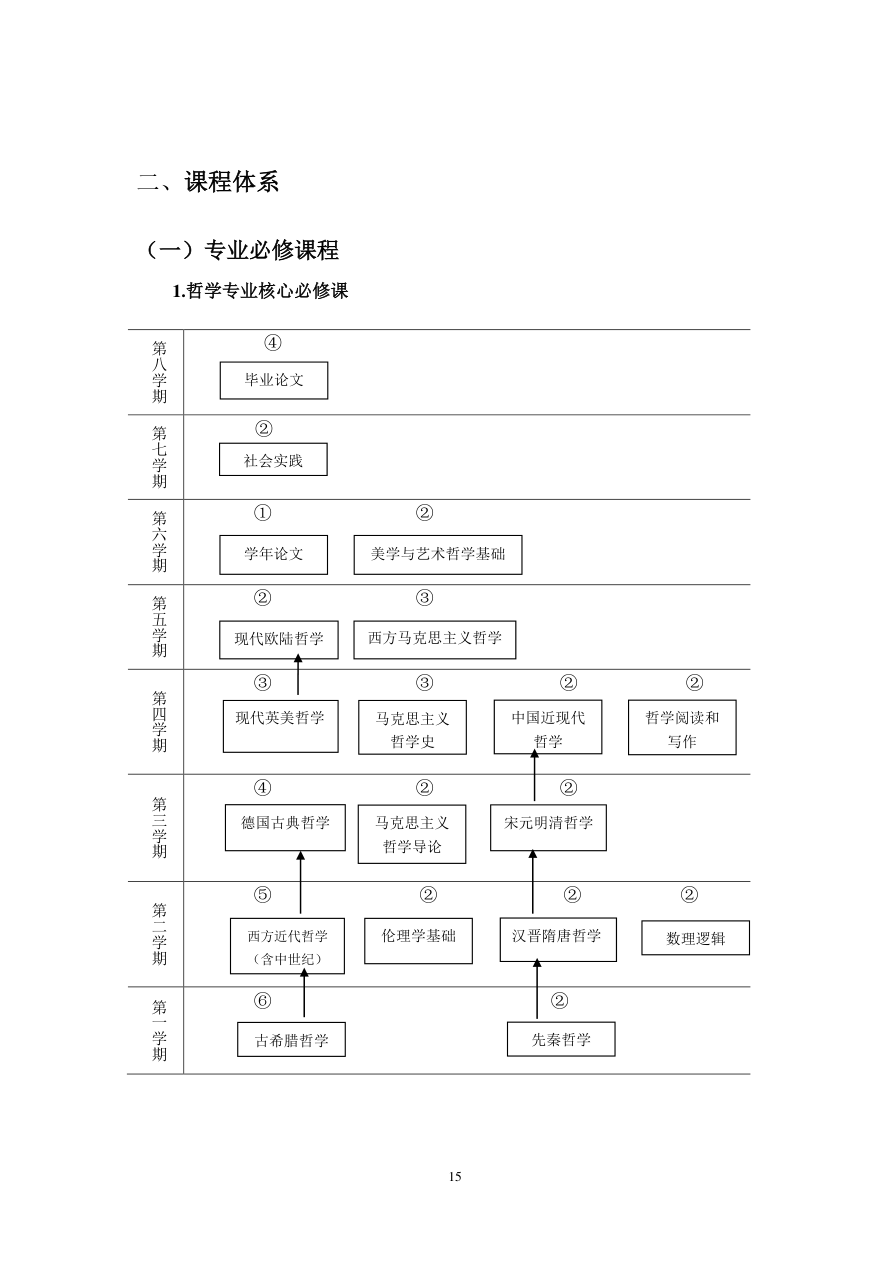 二、课程体系
（一）专业必修课程
1.哲学专业核心必修课
第八学期
④
毕业论文
第七学期
②
社会实践
第六学期
① ②
学年论文 美学与艺术哲学基础
第五学期
② ③
现代欧陆哲学 西方马克思主义哲学
第四学期
③ ③ ② ②
现代英美哲学 马克思主义 中国近现代 哲学阅读和
哲学史 哲学 写作
第三学期
④ ② ②
德国古典哲学 马克思主义 宋元明清哲学
哲学导论
第二学期
⑤ ② ② ②
西方近代哲学 伦理学基础 汉晋隋唐哲学 数理逻辑
（含中世纪）
第一学期
⑥ ②
古希腊哲学 先秦哲学
15